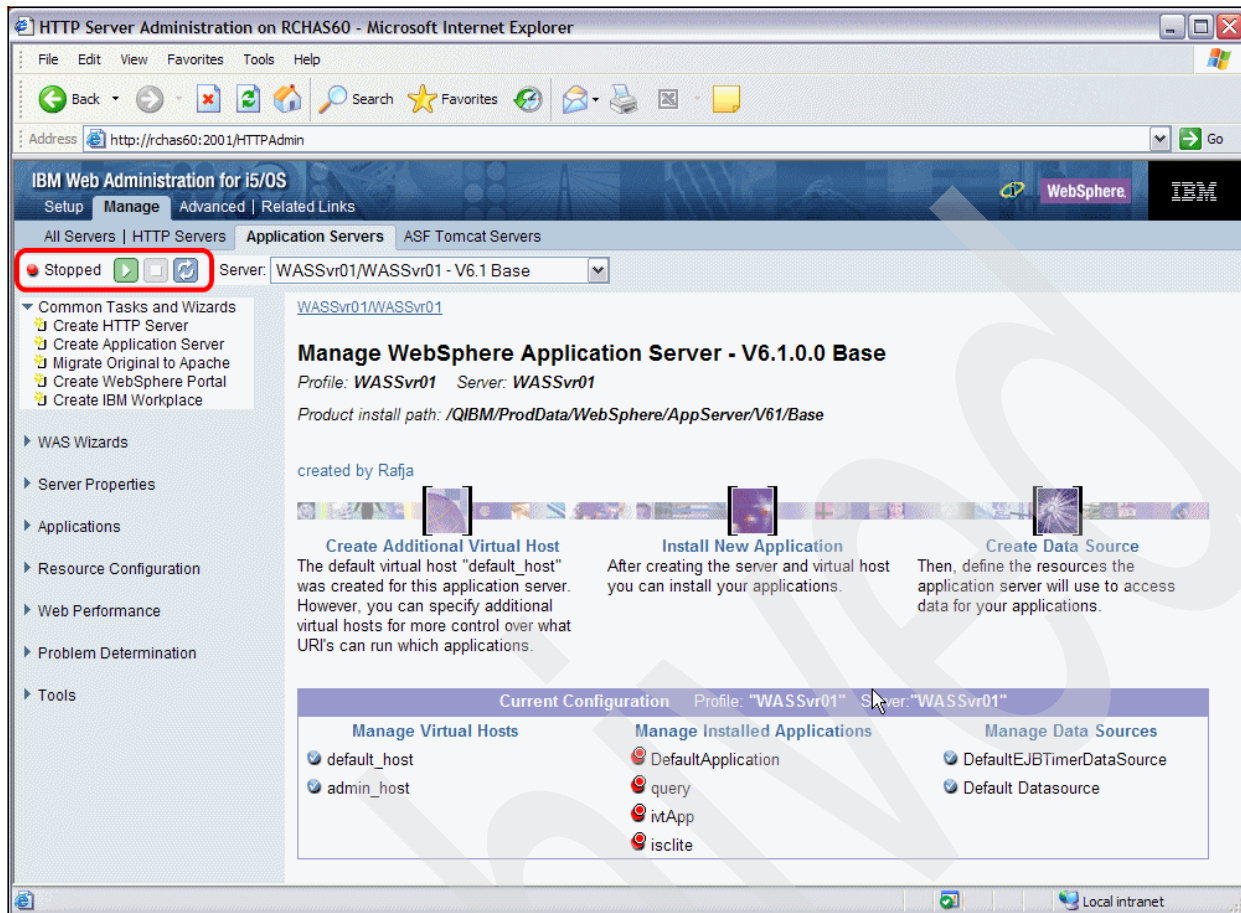 HTTP Server Administration on RCHAS60 - Microsoft Internet Explorer
File Edit View Favorites Tools Help
Back Search Favorites
Address http://rchas60:2001/HTTPAdmin Go
IBM Web Administration for i5/OS
WebSphere. IBM
Setup Manage Advanced | Related Links
All Servers | HTTP Servers Application Servers ASF Tomcat Servers
Stopped Server: WASSvr01/WASSvr01 - V6.1 Base
Common Tasks and Wizards
Create HTTP Server
Create Application Server
Migrate Original to Apache
Create WebSphere Portal
Create IBM Workplace
WAS Wizards
Server Properties
Applications
Resource Configuration
Web Performance
Problem Determination
Tools
WASSvr01/WASSvr01
Manage WebSphere Application Server - V6.1.0.0 Base
Profile: WASSvr01 Server: WASSvr01
Product install path: /QIBM/ProdData/WebSphere/AppServer/V61/Base
created by Rafja
Create Additional Virtual Host
The default virtual host "default_host"
was created for this application server.
However, you can specify additional
virtual hosts for more control over what
URI's can run which applications.
Install New Application
After creating the server and virtual host
you can install your applications.
Create Data Source
Then, define the resources the
application server will use to access
data for your applications.
Current Configuration Profile: "WASSvr01" Server:"WASSvr01"
Manage Virtual Hosts
default_host
admin_host
Manage Installed Applications
DefaultApplication
query
ivtApp
isclite
Manage Data Sources
DefaultEJBTimerDataSource
Default Datasource
Local intranet